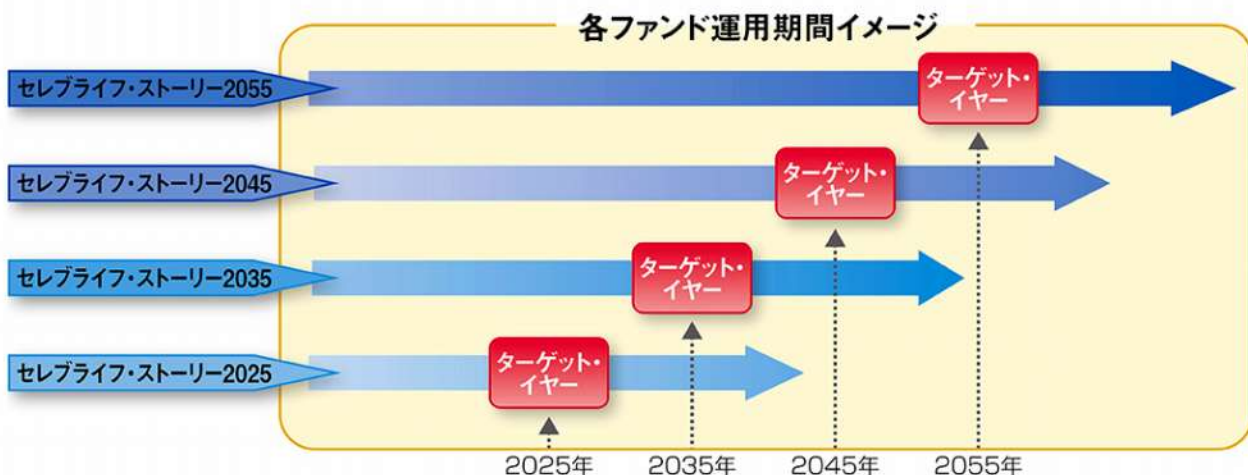 各ファンド運用期間イメージ
セレブライフ・ストーリー2055
ターゲット・
イヤー
セレブライフ・ストーリー2045
ターゲット・
イヤー
セレブライフ・ストーリー2035
ターゲット・
イヤー
セレブライフ・ストーリー2025
ターゲット・
イヤー
2025年 2035年 2045年 2055年